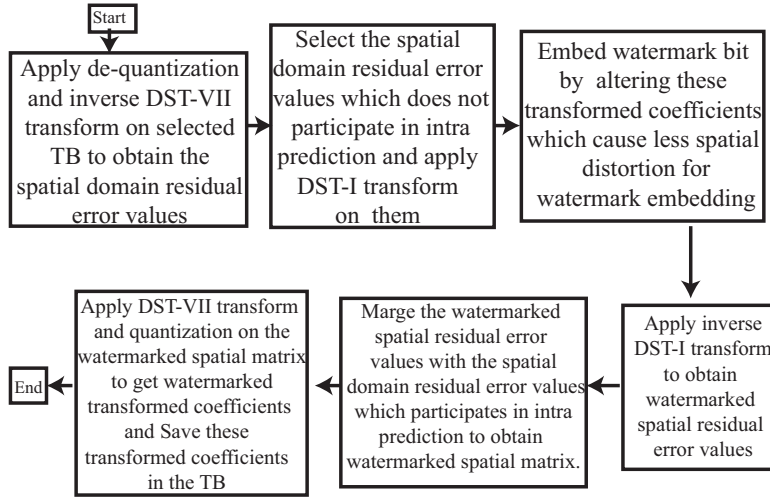 Start
Apply de-quantization
and inverse DST-VII
transform on selected
TB to obtain the
spatial domain residual
error values
Select the spatial
domain residual error
values which does not
participate in intra
prediction and apply
DST-I transform
on them
Embed watermark bit
by altering these
transformed coefficients
which cause less spatial
distortion for
watermark embedding
Apply inverse
DST-I transform
to obtain
watermarked
spatial residual
error values
Marge the watermarked
spatial residual error
values with the spatial
domain residual error values
which participates in intra
prediction to obtain
watermarked spatial matrix.
Apply DST-VII transform
and quantization on the
watermarked spatial matrix
to get watermarked
transformed coefficients
and Save these
transformed coefficients
in the TB
End